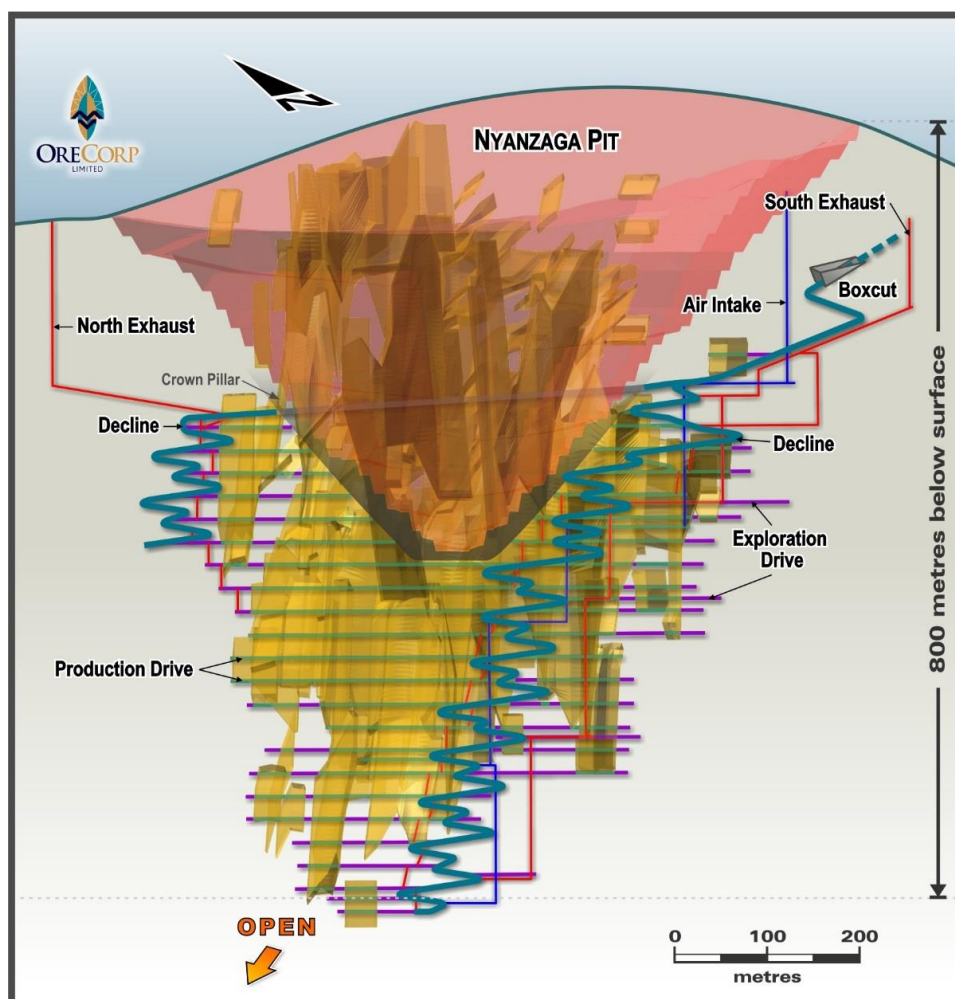 N
ORECORP
LIMITED
NYANZAGA PIT
South Exhaust
Boxcut
Air Intake
North Exhaust
Crown Pillar
Decline
Decline
Exploration
Drive
Production Drive
800 metres below surface
OPEN
0 100 200
metres